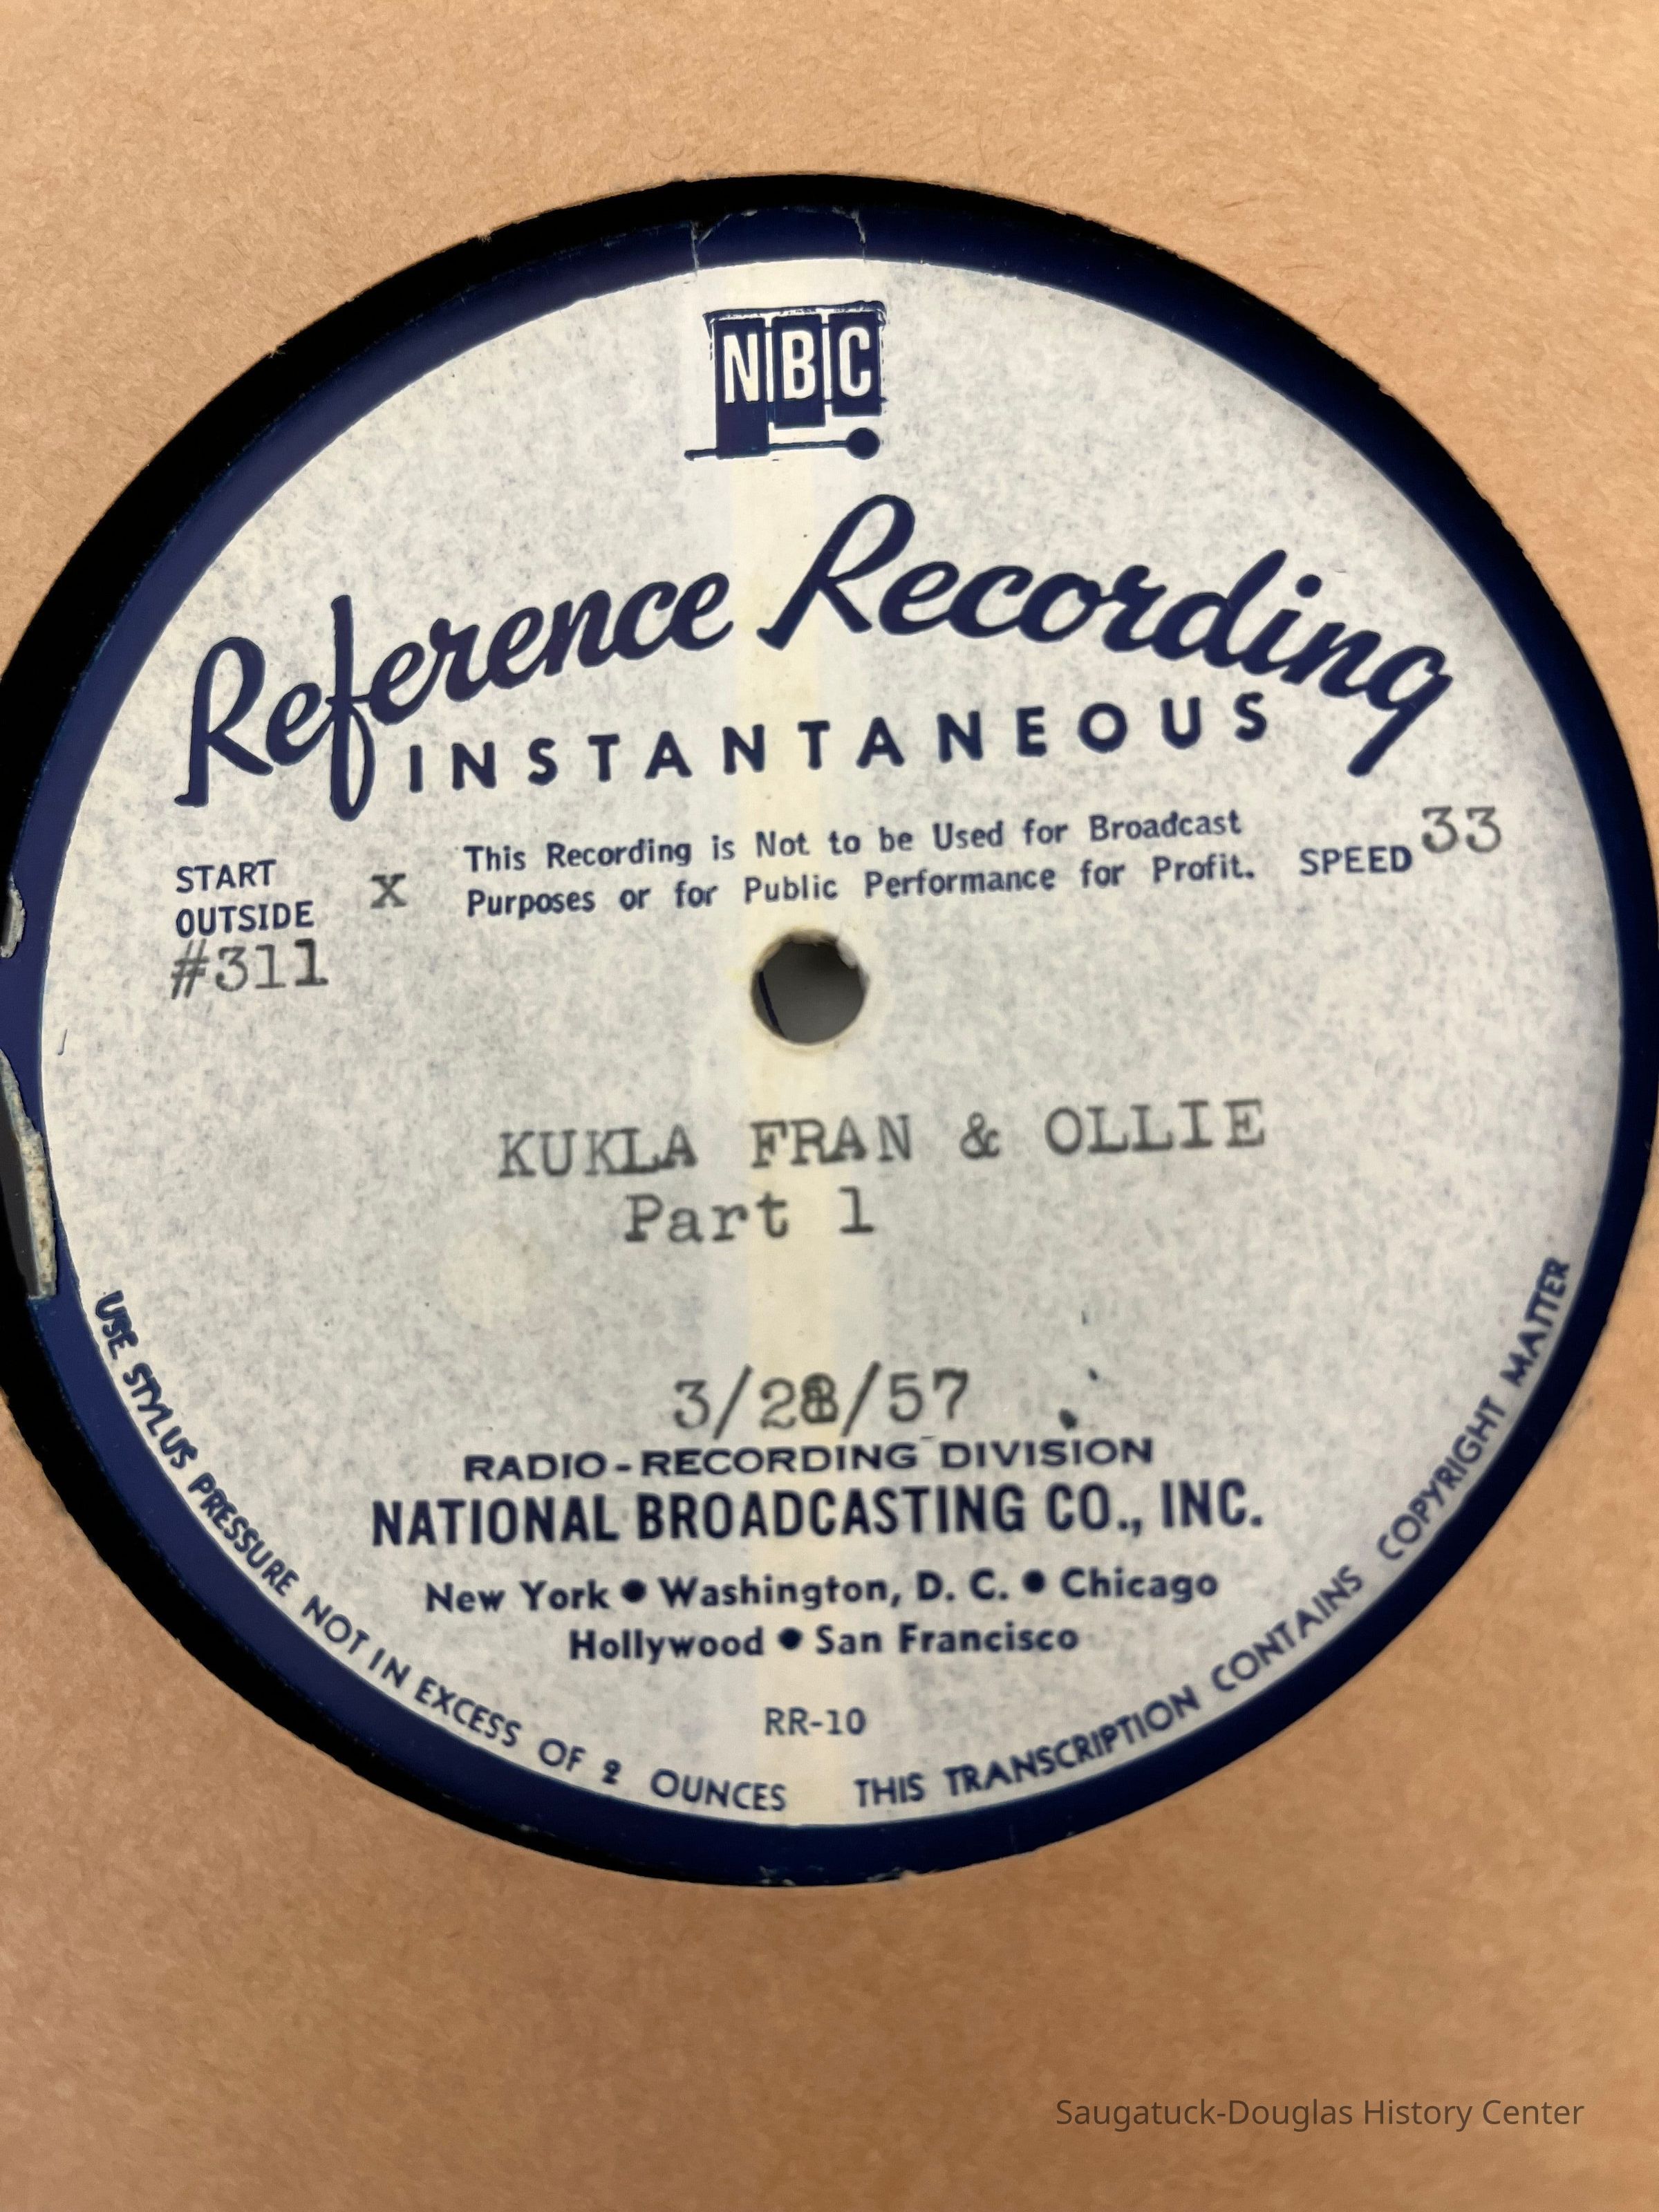 NBC
Reference Recording
INSTANTANEOUS
START
OUTSIDE
x
This Recording is Not to be Used for Broadcast
Purposes or for Public Performance for Profit.
SPEED 33
#311
KUKLA FRAN & OLLIE
Part 1
3/28/57
RADIO-RECORDING DIVISION
NATIONAL BROADCASTING CO., INC.
New York • Washington, D. C. • Chicago
Hollywood • San Francisco
RR-10
USE STYLUS PRESSURE NOT IN EXCESS OF 2 OUNCES
THIS TRANSCRIPTION CONTAINS COPYRIGHT MATTER
Saugatuck-Douglas History Center